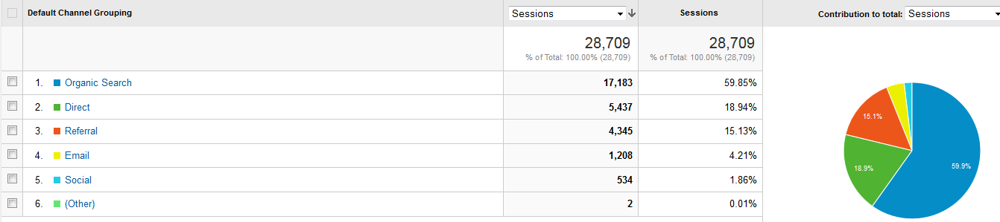 Default Channel Grouping Sessions Sessions Contribution to total: Sessions
28,709 28,709
% of Total: 100.00% (28,709) % of Total: 100.00% (28,709)
1. Organic Search 17,183 59.85%
2. Direct 5,437 18.94%
3. Referral 4,345 15.13%
4. Email 1,208 4.21%
5. Social 534 1.86%
6. (Other) 2 0.01%
15.1%
18.9%
59.9%